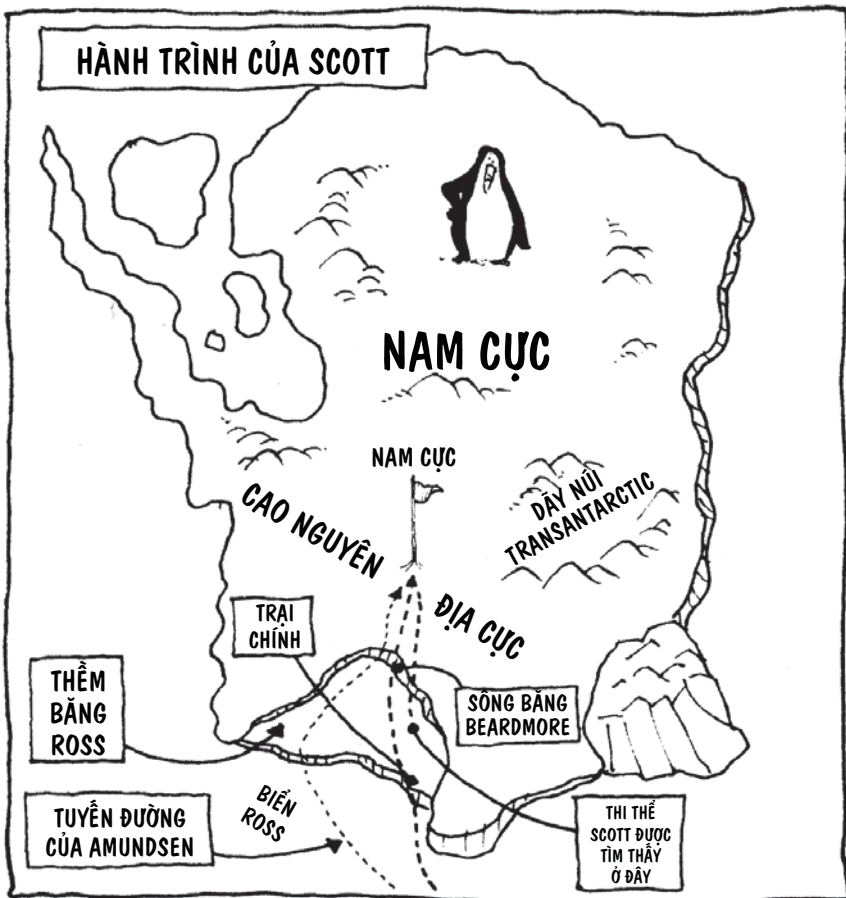 HÀNH TRÌNH CỦA SCOTT
NAM CỰC
NAM CỰC
CAO NGUYÊN
ĐỊA CỰC
DÃY NÚI
TRANSANTARCTIC
TRẠI
CHÍNH
THỀM
BĂNG
ROSS
SÔNG BĂNG
BEARDMORE
BIỂN
ROSS
TUYẾN ĐƯỜNG
CỦA AMUNDSEN
THI THỂ
SCOTT ĐƯỢC
TÌM THẤY
Ở ĐÂY